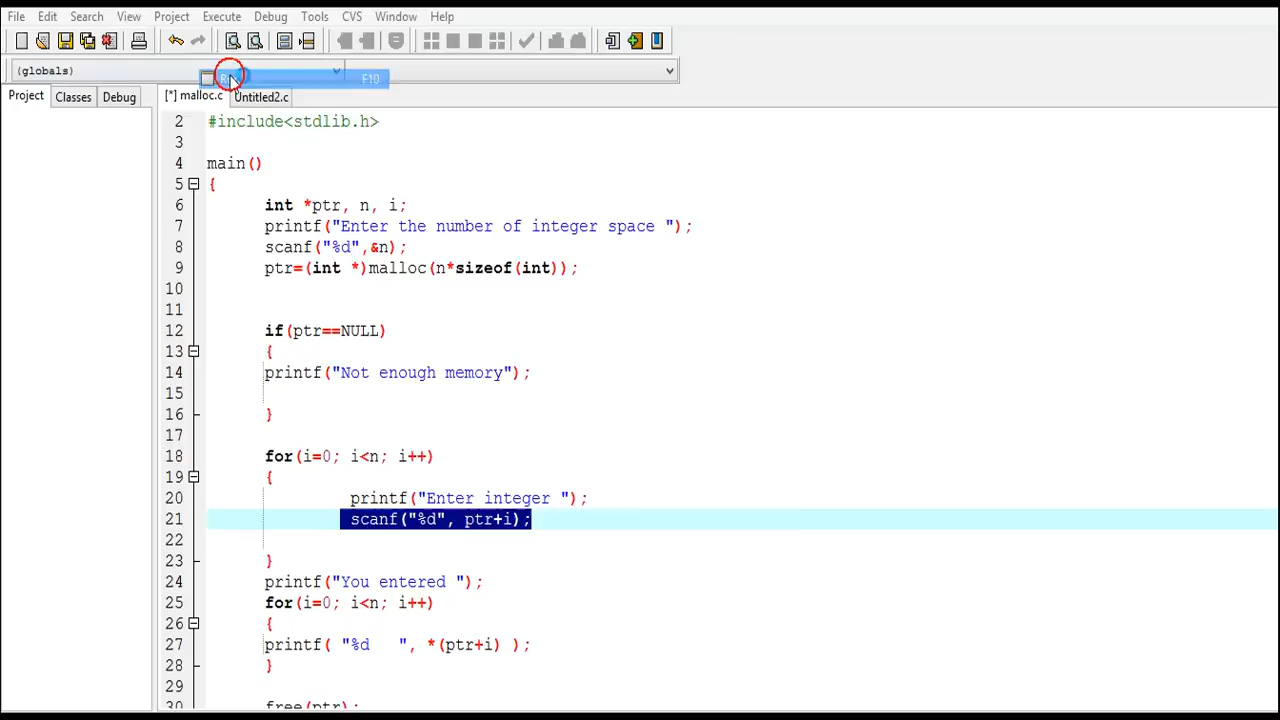 File Edit Search View Project Execute Debug Tools CVS Window Help
(globals)
F10
Project Classes Debug [*] malloc.c Untitled2.c
2 #include<stdlib.h>
3
4 main()
5 {
6 int *ptr, n, i;
7 printf("Enter the number of integer space ");
8 scanf("%d",&n);
9 ptr=(int *)malloc(n*sizeof(int));
10
11
12 if(ptr==NULL)
13 {
14 printf("Not enough memory");
15
16 }
17
18 for(i=0; i<n; i++)
19 {
20 printf("Enter integer ");
21 scanf("%d", ptr+i);
22
23 }
24 printf("You entered ");
25 for(i=0; i<n; i++)
26 {
27 printf( "%d   ", *(ptr+i) );
28 }
29
30 free(ptr);